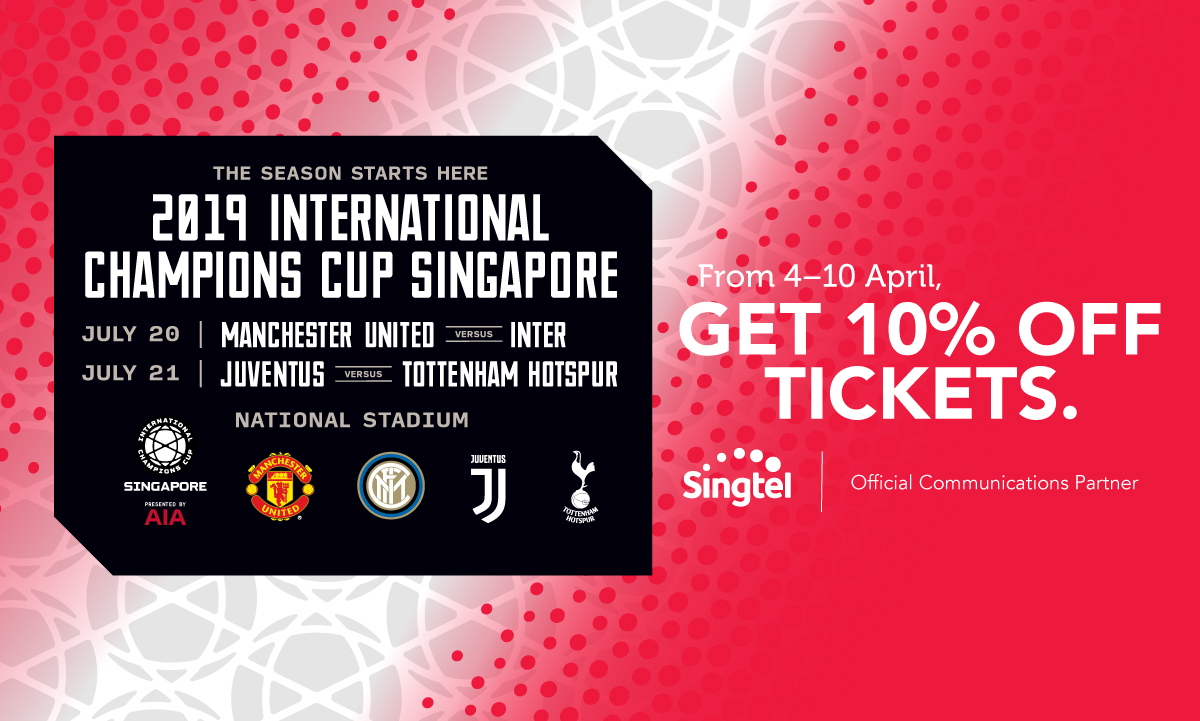 THE SEASON STARTS HERE
2019 INTERNATIONAL
CHAMPIONS CUP SINGAPORE
JULY 20 | MANCHESTER UNITED VERSUS INTER
JULY 21 | JUVENTUS VERSUS TOTTENHAM HOTSPUR
NATIONAL STADIUM
INTERNATIONAL CHAMPIONS CUP
SINGAPORE
PRESENTED BY
AIA
MANCHESTER
UNITED
®
JUVENTUS
TOTTENHAM
HOTSPUR
From 4–10 April,
GET 10% OFF
TICKETS.
Singtel
Official Communications Partner